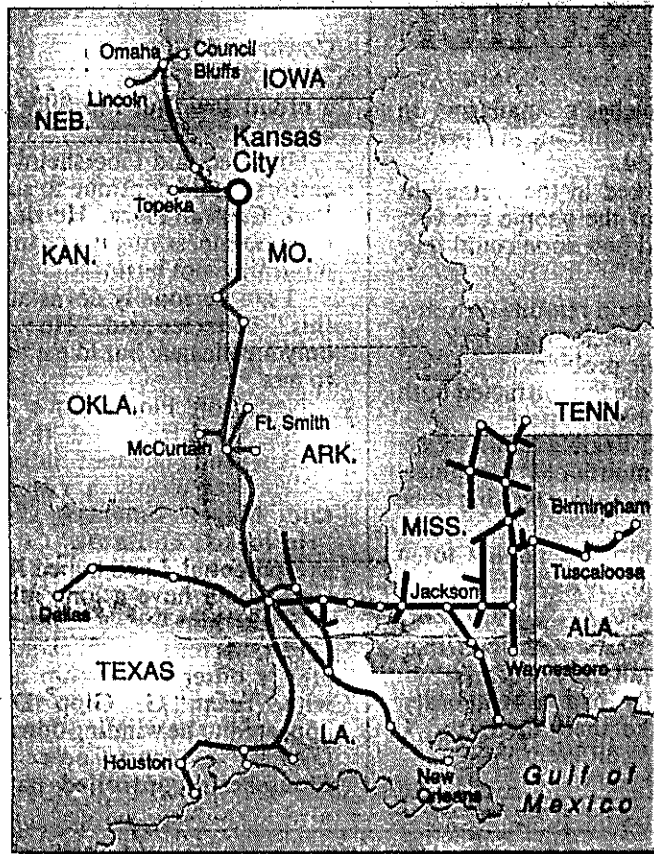 Omaha
Council
Bluffs
IOWA
Lincoln
NEB.
Kansas
City
Topeka
KAN.
MO.
OKLA.
Ft. Smith
TENN.
McCurtain
ARK.
Birmingham
MISS.
Tuscaloosa
Jackson
Dallas
ALA.
Waynesboro
TEXAS
LA.
Houston
New
Orleans
Gulf of
Mexico